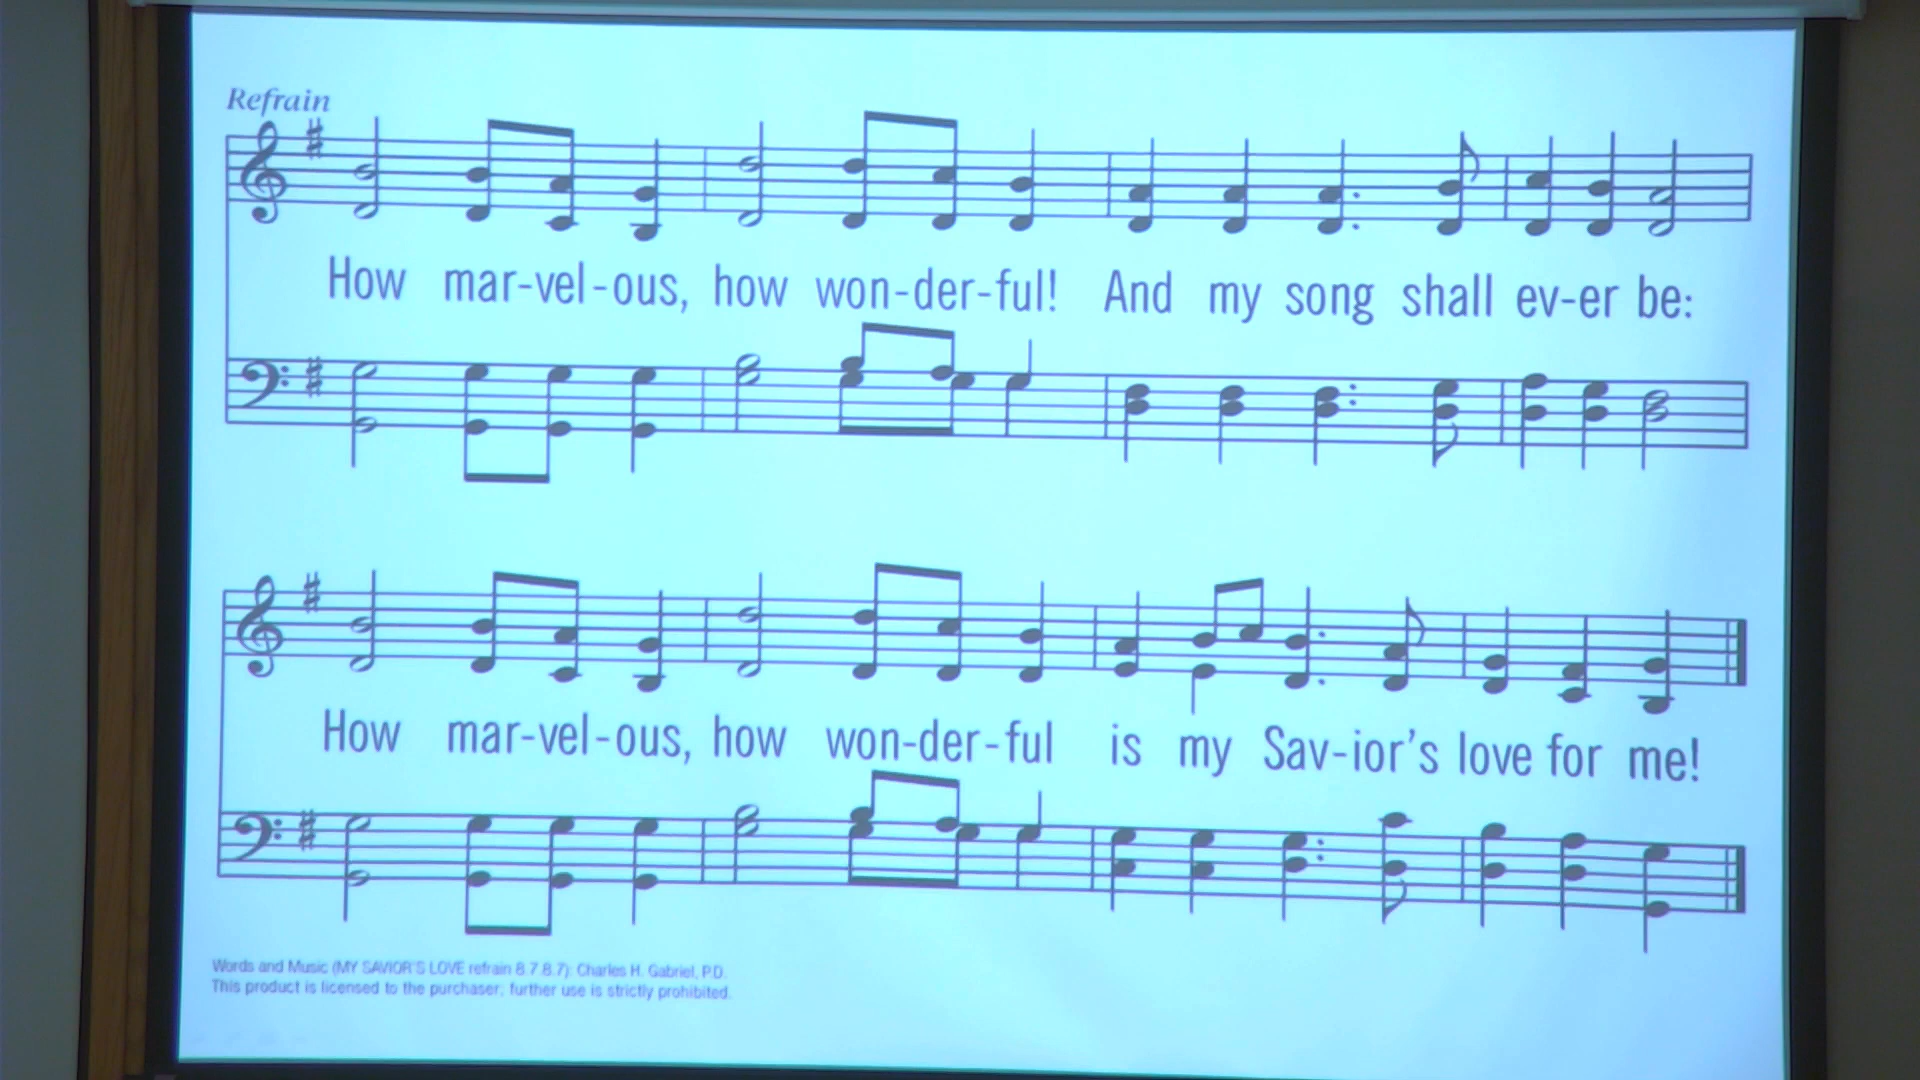 Refrain
How mar-vel-ous, how won-der-ful! And my song shall ev-er be:
How mar-vel-ous, how won-der-ful is my Sav-ior's love for me!
Words and Music (MY SAVIOR'S LOVE refrain 8.7.8.7): Charles H. Gabriel, P.D.
This product is licensed to the purchaser; further use is strictly prohibited.